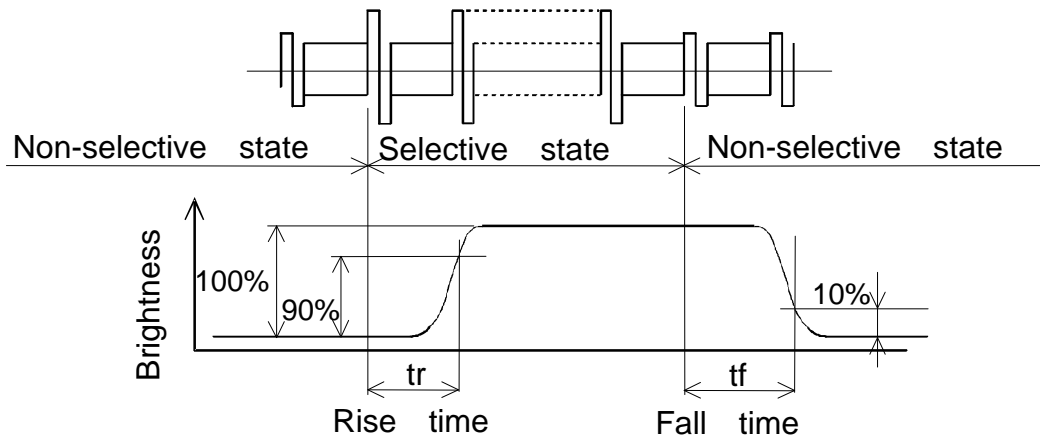 Non-selective state Selective state Non-selective state
Brightness
100%
90%
10%
tr
tf
Rise time
Fall time